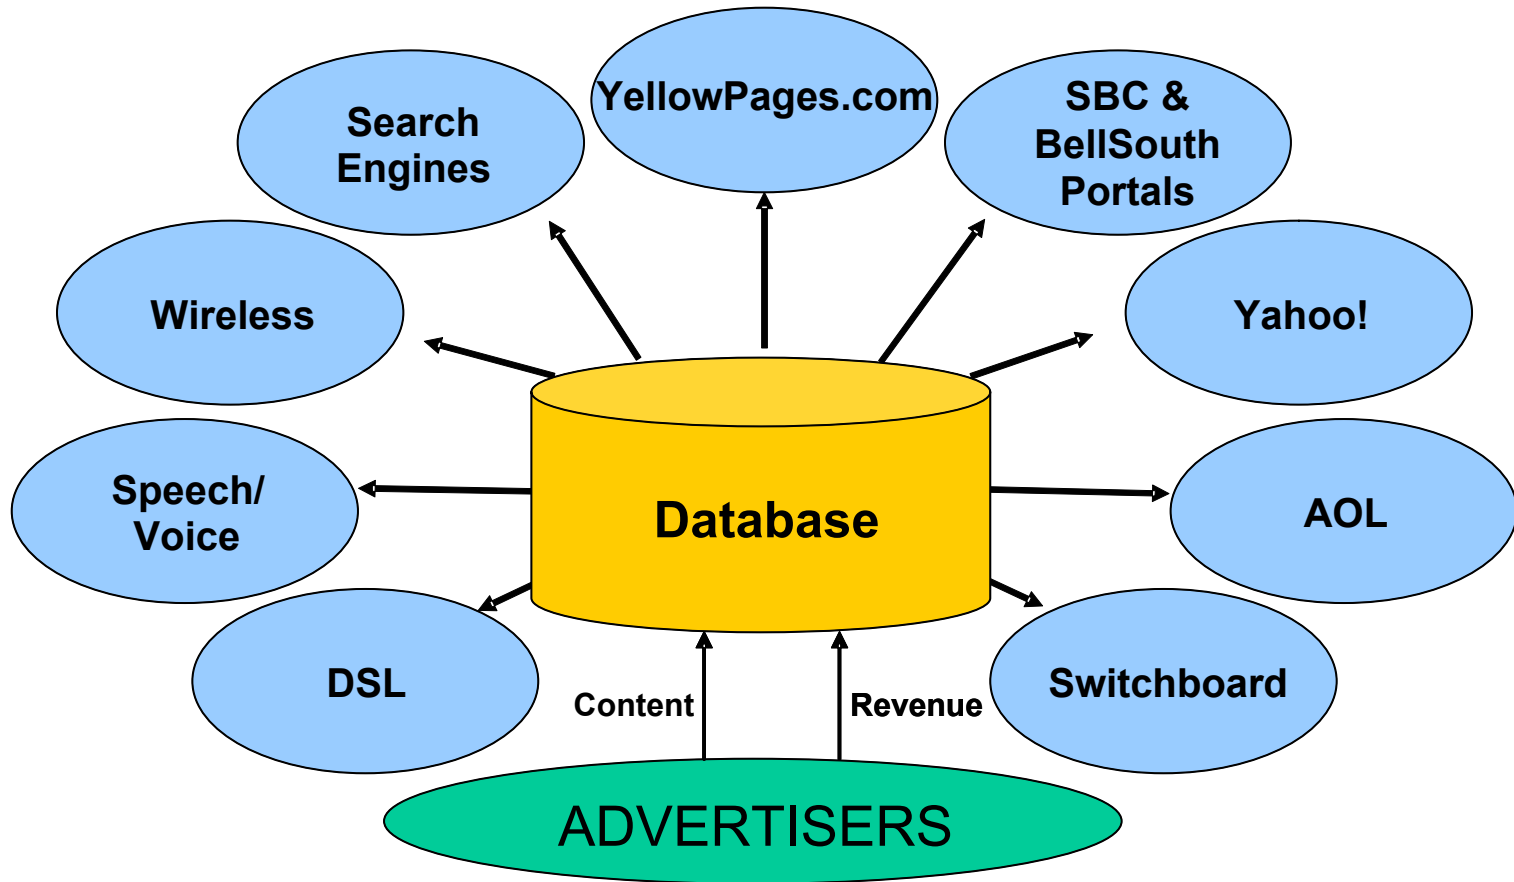 YellowPages.com
SBC &
BellSouth
Portals
Search
Engines
Wireless
Yahoo!
Speech/
Voice
Database
AOL
DSL
Content
Revenue
Switchboard
ADVERTISERS